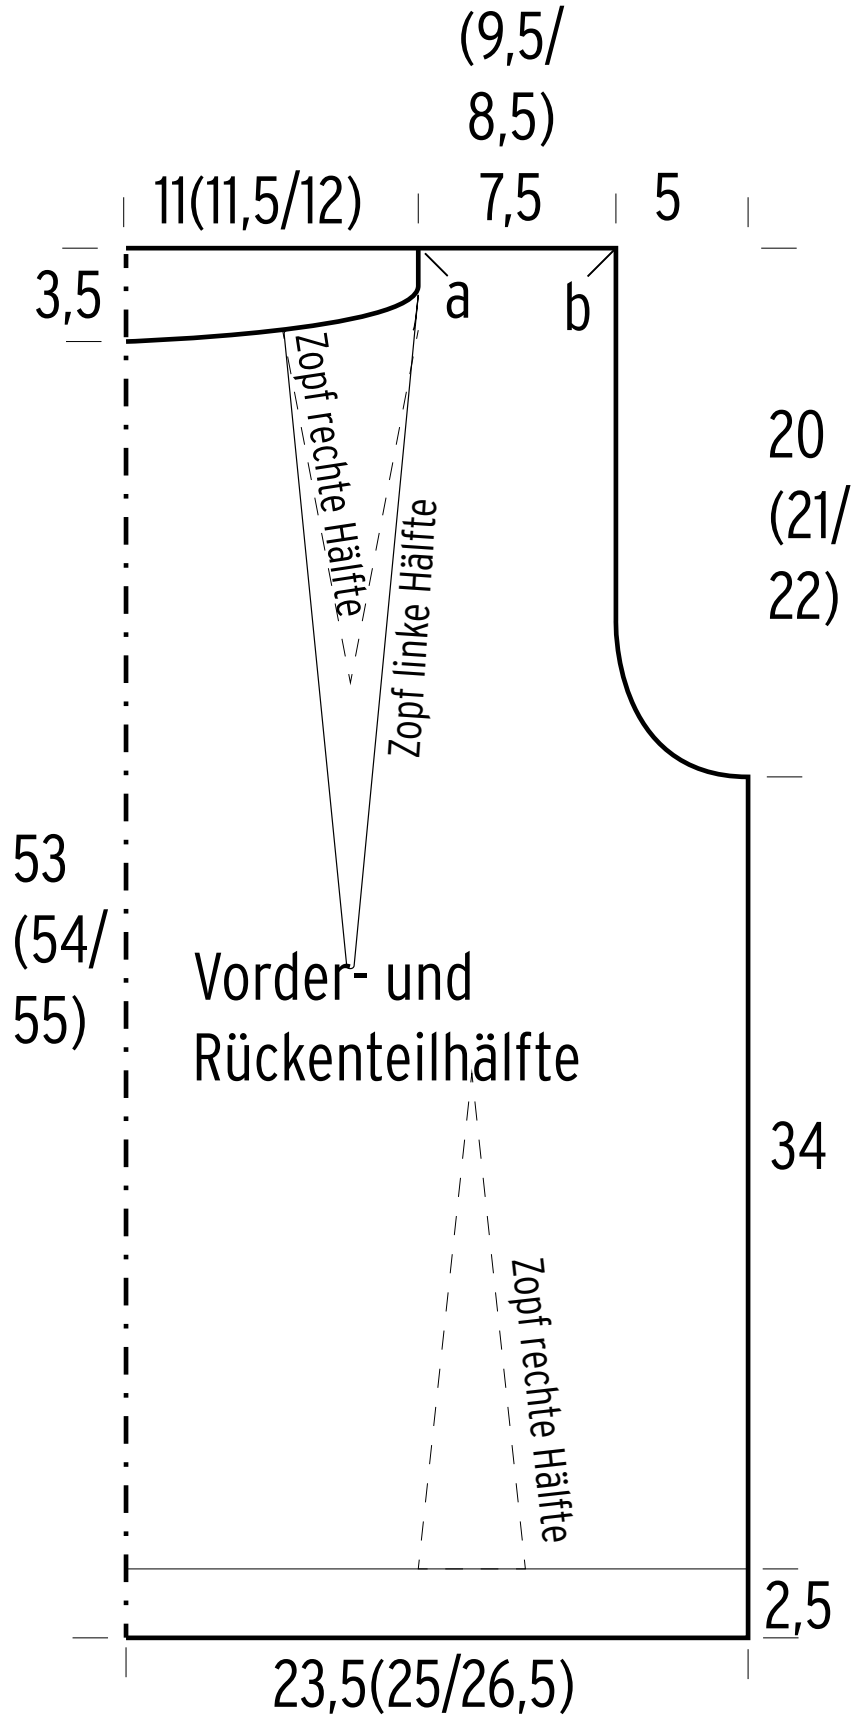 (9,5/
8,5)
11(11,5/12)
7,5
5
3,5
a
b
Zopf rechte Hälfte
Zopf linke Hälfte
20
(21/
22)
53
(54/
55)
Vorder- und
Rückenteilhälfte
34
Zopf rechte Hälfte
2,5
23,5(25/26,5)